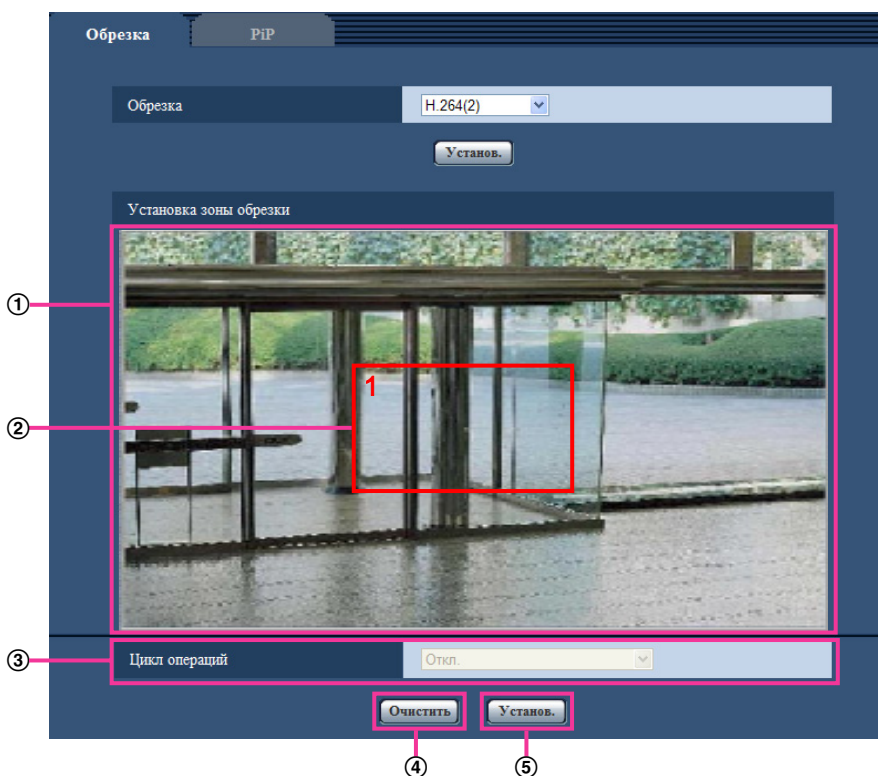 Обрезка PiP
Обрезка H.264(2)
Установ.
Установка зоны обрезки
①
1
②
③ Цикл операций Откл.
Очистить Установ.
④ ⑤